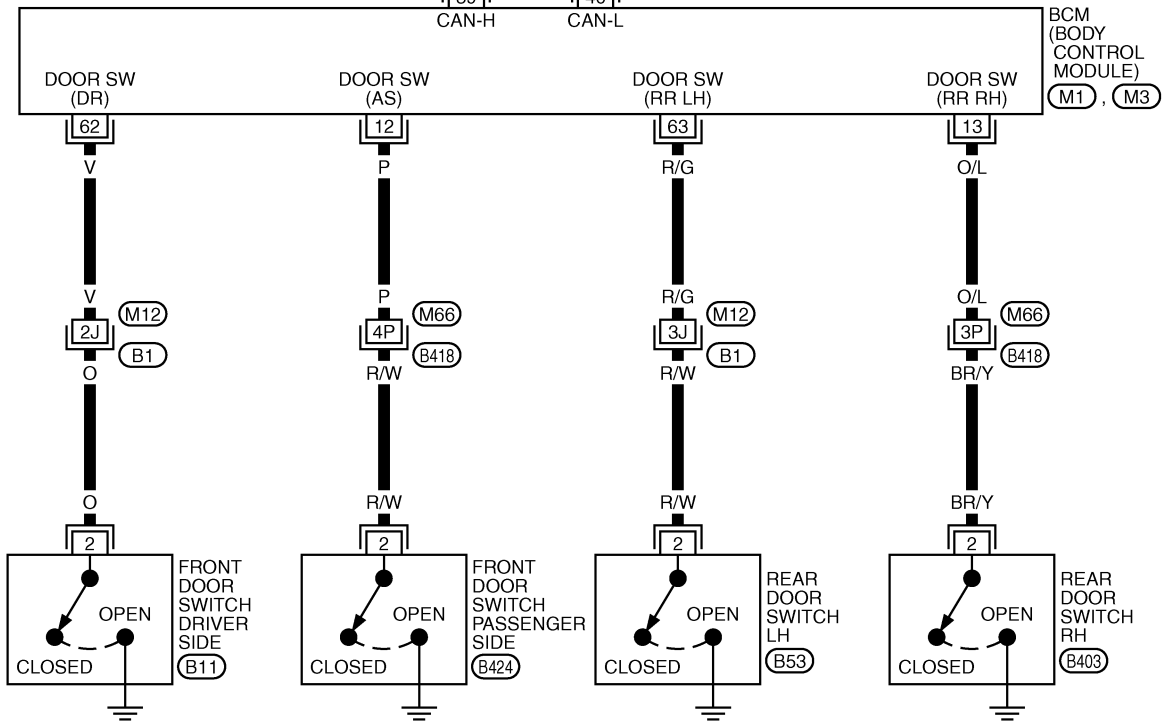 CAN-H
CAN-L
BCM
(BODY
CONTROL
MODULE)
M1 , M3
DOOR SW
(DR)
DOOR SW
(AS)
DOOR SW
(RR LH)
DOOR SW
(RR RH)
62
12
63
13
V
P
R/G
O/L
V
P
R/G
O/L
M12
M66
M12
M66
2J
4P
3J
3P
B1
B418
B1
B418
O
R/W
R/W
BR/Y
O
R/W
R/W
BR/Y
2
2
2
2
OPEN
CLOSED
FRONT
DOOR
SWITCH
DRIVER
SIDE
B11
OPEN
CLOSED
FRONT
DOOR
SWITCH
PASSENGER
SIDE
B424
OPEN
CLOSED
REAR
DOOR
SWITCH
LH
B53
OPEN
CLOSED
REAR
DOOR
SWITCH
RH
B403